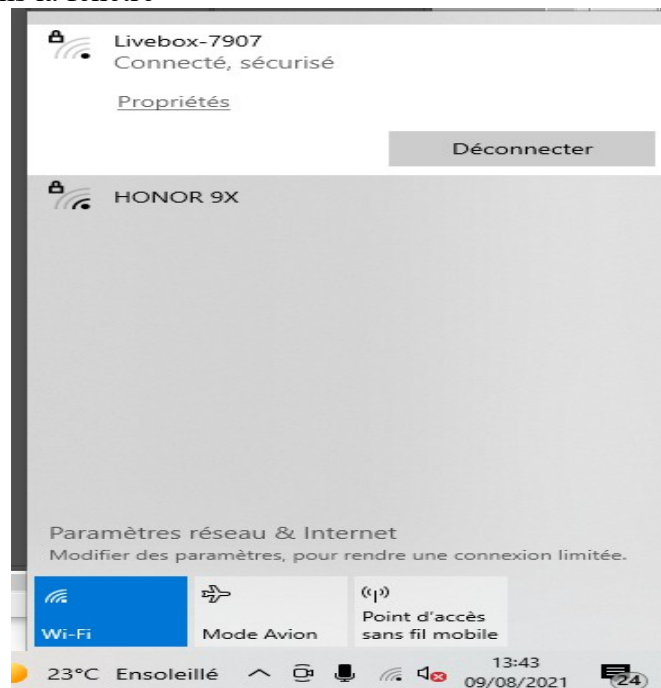 Livebox-7907
Connecté, sécurisé
Propriétés
Déconnecter
HONOR 9X
Paramètres réseau & Internet
Modifier des paramètres, pour rendre une connexion limitée.
Wi-Fi
Mode Avion
Point d'accès
sans fil mobile
23°C Ensoleillé
13:43
09/08/2021
24